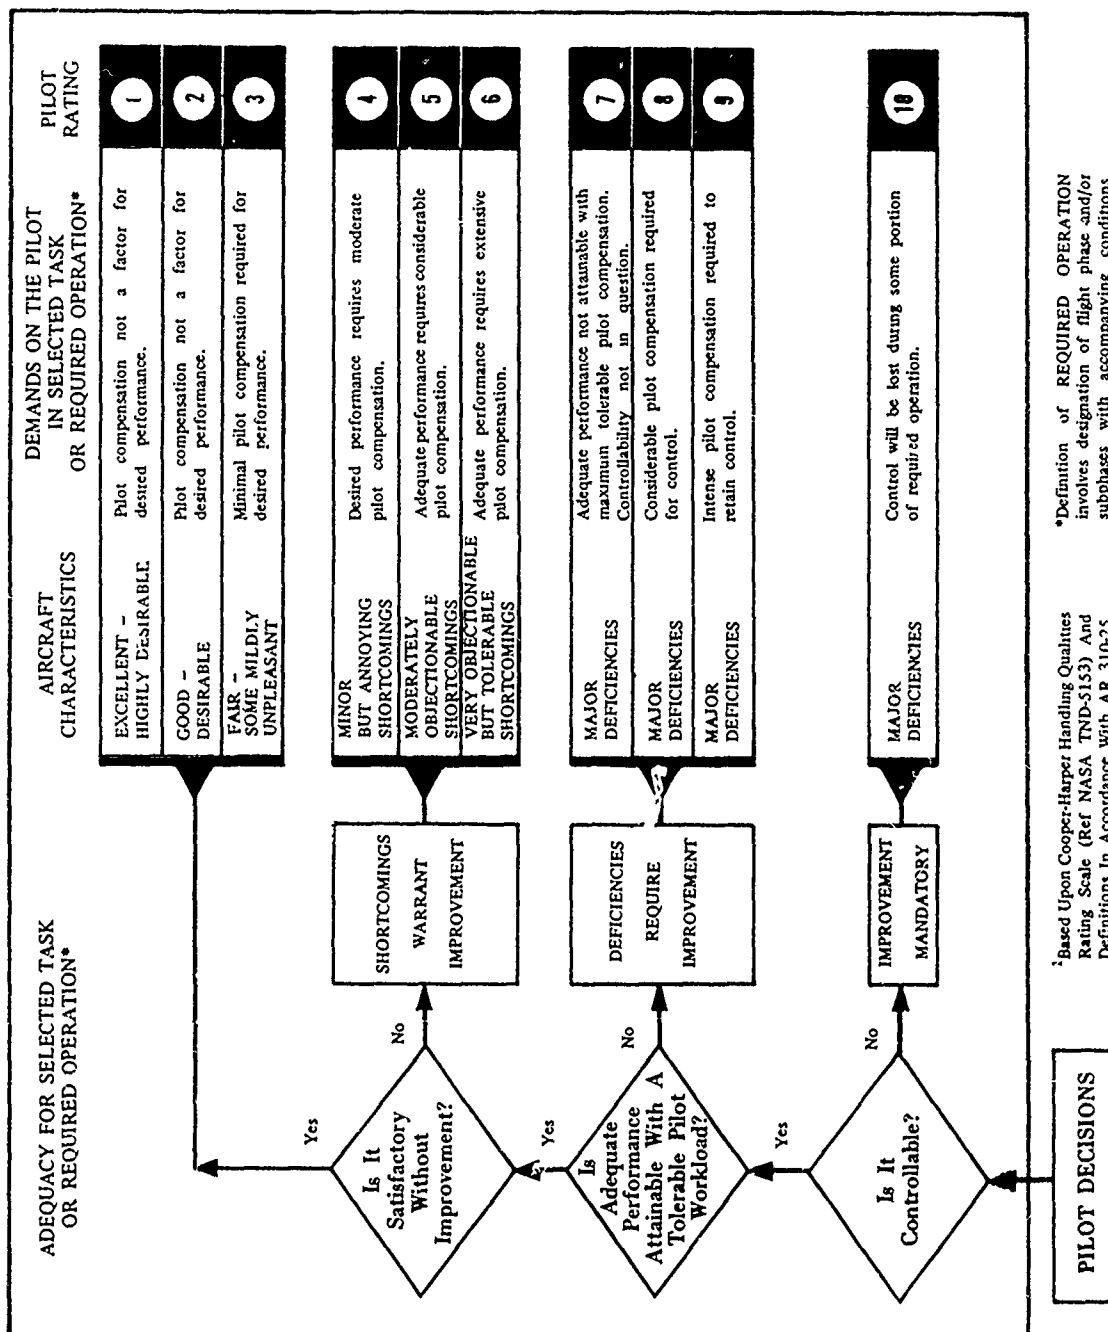 ADEQUACY FOR SELECTED TASK
OR REQUIRED OPERATION*
AIRCRAFT
CHARACTERISTICS
DEMANDS ON THE PILOT
IN SELECTED TASK
OR REQUIRED OPERATION*
PILOT
RATING
EXCELLENT –
HIGHLY DESIRABLE
Pilot compensation not a factor for
desired performance.
1
GOOD –
DESIRABLE
Pilot compensation not a factor for
desired performance.
2
FAIR –
SOME MILDLY
UNPLEASANT
Minimal pilot compensation required for
desired performance.
3
Yes
Is It
Satisfactory
Without
Improvement?
No
SHORTCOMINGS
WARRANT
IMPROVEMENT
MINOR
BUT ANNOYING
SHORTCOMINGS
Desired performance requires moderate
pilot compensation.
4
MODERATELY
OBJECTIONABLE
SHORTCOMINGS
Adequate performance requires considerable
pilot compensation.
5
VERY OBJECTIONABLE
BUT TOLERABLE
SHORTCOMINGS
Adequate performance requires extensive
pilot compensation.
6
Yes
Is
Adequate
Performance
Attainable With A
Tolerable Pilot
Workload?
No
DEFICIENCIES
REQUIRE
IMPROVEMENT
MAJOR
DEFICIENCIES
Adequate performance not attainable with
maximum tolerable pilot compensation.
Controllability not in question.
7
MAJOR
DEFICIENCIES
Considerable pilot compensation required
for control.
8
MAJOR
DEFICIENCIES
Intense pilot compensation required to
retain control.
9
Yes
Is It
Controllable?
No
IMPROVEMENT
MANDATORY
MAJOR
DEFICIENCIES
Control will be lost during some portion
of required operation.
10
PILOT DECISIONS
Based Upon Cooper-Harper Handling Qualities
Rating Scale (Ref NASA TND-5153) And
Definitions In Accordance With AR 310-25
*Definition of REQUIRED OPERATION
involves designation of flight phase and/or
subphases with accompanying conditions